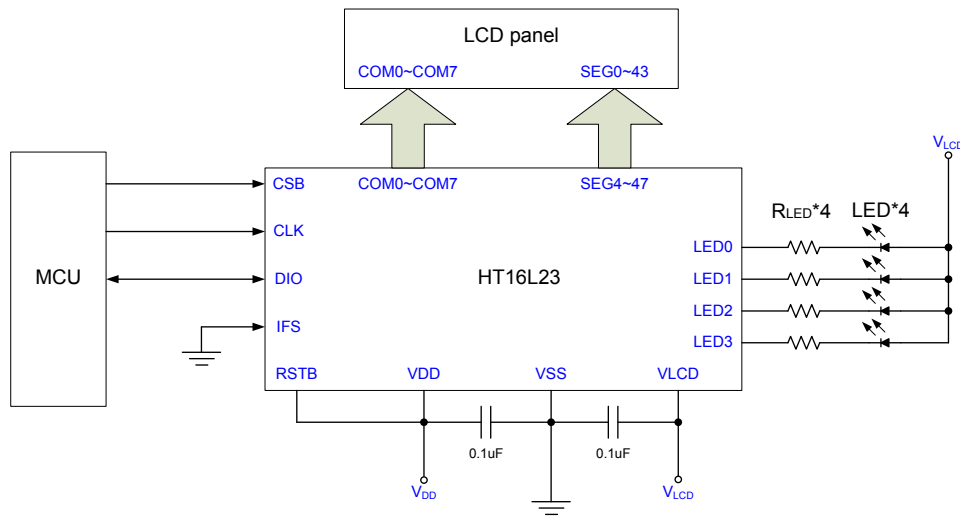 LCD panel
COM0~COM7 SEG0~43
VLCD
CSB COM0~COM7 SEG4~47
RLED*4 LED*4
CLK
LED0
MCU DIO HT16L23 LED1
LED2
IFS
LED3
RSTB VDD VSS VLCD
0.1uF 0.1uF
VDD VLCD